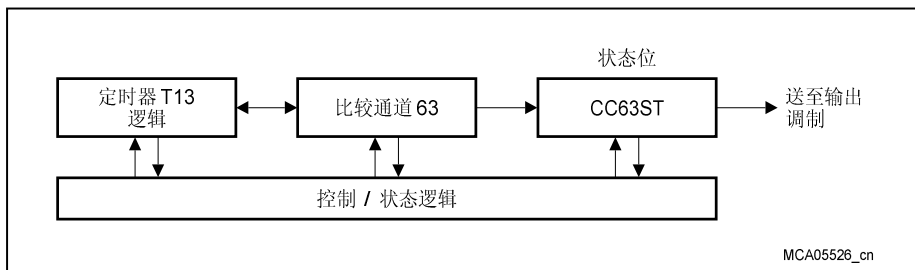 状态位
定时器 T13
逻辑
比较通道 63
CC63ST
送至输出
调制
控制 / 状态逻辑
MCA05526_cn